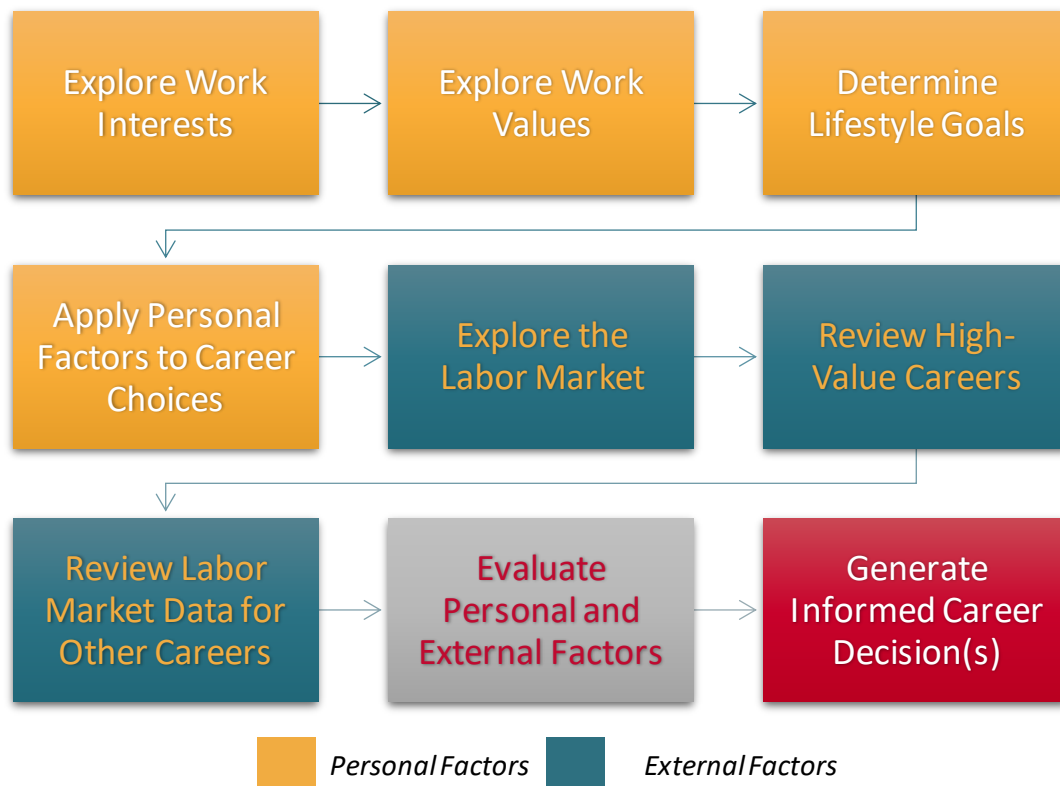 Explore Work
Interests
Explore Work
Values
Determine
Lifestyle Goals
Apply Personal
Factors to Career
Choices
Explore the
Labor Market
Review High-
Value Careers
Review Labor
Market Data for
Other Careers
Evaluate
Personal and
External Factors
Generate
Informed Career
Decision(s)
Personal Factors
External Factors